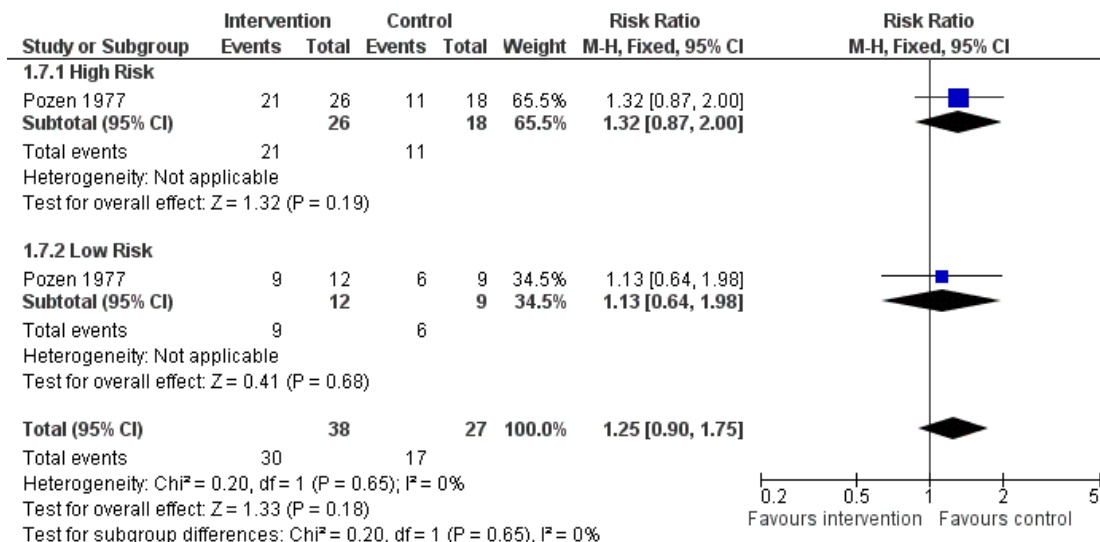 Intervention Control Risk Ratio Risk Ratio
Study or Subgroup Events Total Events Total Weight M-H, Fixed, 95% CI M-H, Fixed, 95% CI
1.7.1 High Risk
Pozen 1977 21 26 11 18 65.5% 1.32 [0.87, 2.00]
Subtotal (95% CI) 26 18 65.5% 1.32 [0.87, 2.00]
Total events 21 11
Heterogeneity: Not applicable
Test for overall effect: Z = 1.32 (P = 0.19)
1.7.2 Low Risk
Pozen 1977 9 12 6 9 34.5% 1.13 [0.64, 1.98]
Subtotal (95% CI) 12 9 34.5% 1.13 [0.64, 1.98]
Total events 9 6
Heterogeneity: Not applicable
Test for overall effect: Z = 0.41 (P = 0.68)
Total (95% CI) 38 27 100.0% 1.25 [0.90, 1.75]
Total events 30 17
Heterogeneity: Chi² = 0.20, df = 1 (P = 0.65); I² = 0%
Test for overall effect: Z = 1.33 (P = 0.18)
Test for subgroup differences: Chi² = 0.20, df = 1 (P = 0.65), I² = 0%
0.2 0.5 1 2 5
Favours intervention Favours control